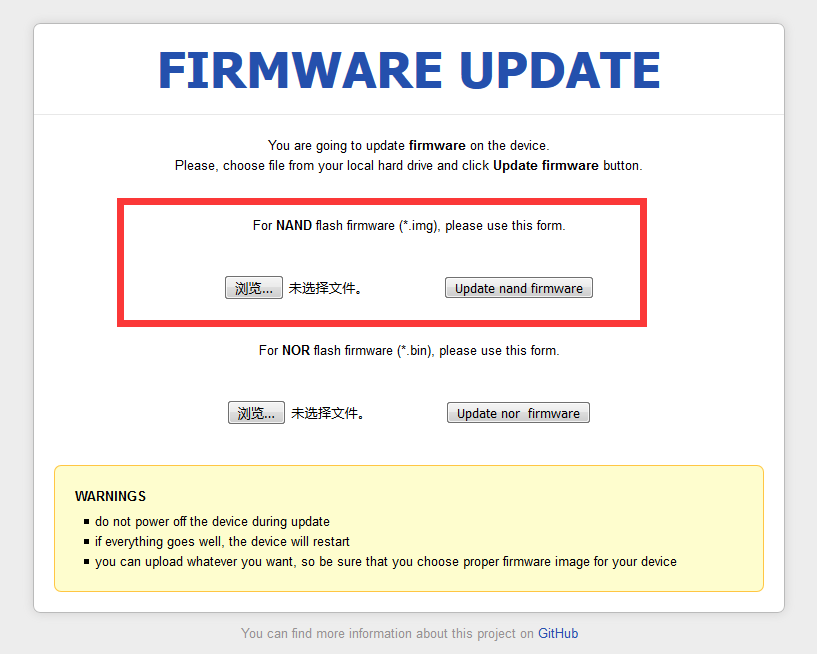 FIRMWARE UPDATE
You are going to update firmware on the device.
Please, choose file from your local hard drive and click Update firmware button.
For NAND flash firmware (*.img), please use this form.
浏览... 未选择文件。 Update nand firmware
For NOR flash firmware (*.bin), please use this form.
浏览... 未选择文件。 Update nor  firmware
WARNINGS
do not power off the device during update
if everything goes well, the device will restart
you can upload whatever you want, so be sure that you choose proper firmware image for your device
You can find more information about this project on GitHub